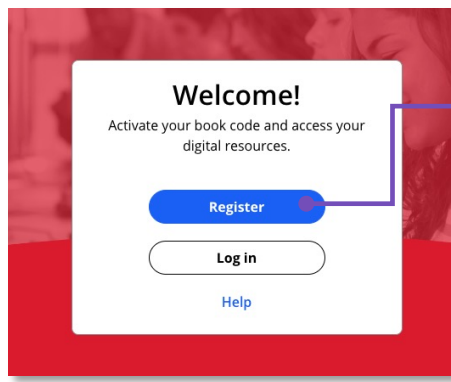 Welcome!
Activate your book code and access your
digital resources.
Register
Log in
Help